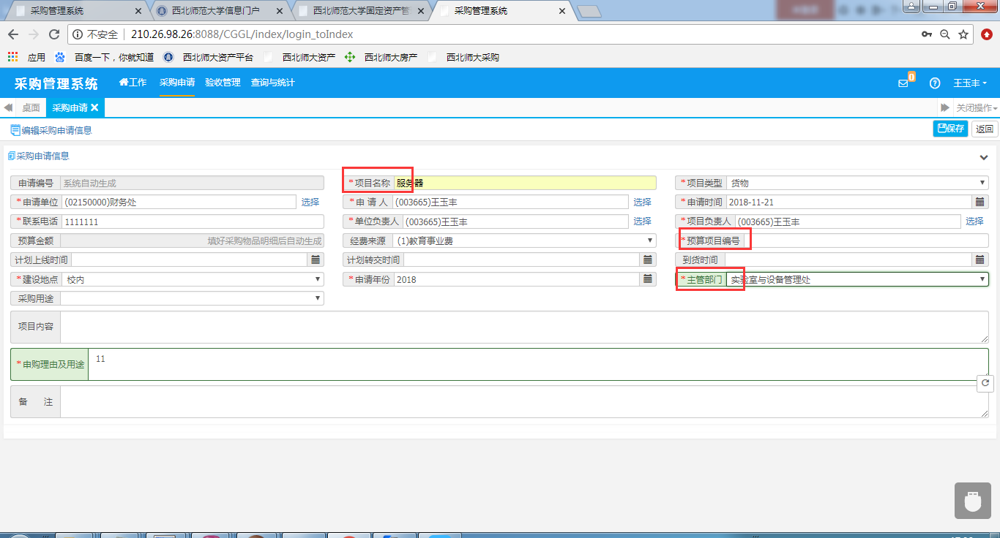 采购管理系统 西北师范大学信息门户 西北师范大学固定资产管 采购管理系统
不安全 210.26.98.26:8088/CGGL/index/login_toIndex
应用 百度一下，你就知道 西北师大资产平台 西北师大资产 西北师大房产 西北师大采购
采购管理系统 工作 采购申请 验收管理 查询与统计 0 王玉丰
桌面 采购申请 关闭操作
编辑采购申请信息 保存 返回
采购申请信息
申请编号 系统自动生成 *项目名称 服务器 *项目类型 货物
*申请单位 (02150000)财务处 选择 *申 请 人 (003665)王玉丰 选择 *申请时间 2018-11-21
*联系电话 1111111 *单位负责人 (003665)王玉丰 选择 *项目负责人 (003665)王玉丰 选择
预算金额 填好采购物品明细后自动生成 经费来源 (1)教育事业费 *预算项目编号
计划上线时间 计划转交时间 到货时间
*建设地点 校内 *申请年份 2018 *主管部门 实验室与设备管理处
采购用途
项目内容
*申购理由及用途 11
备 注